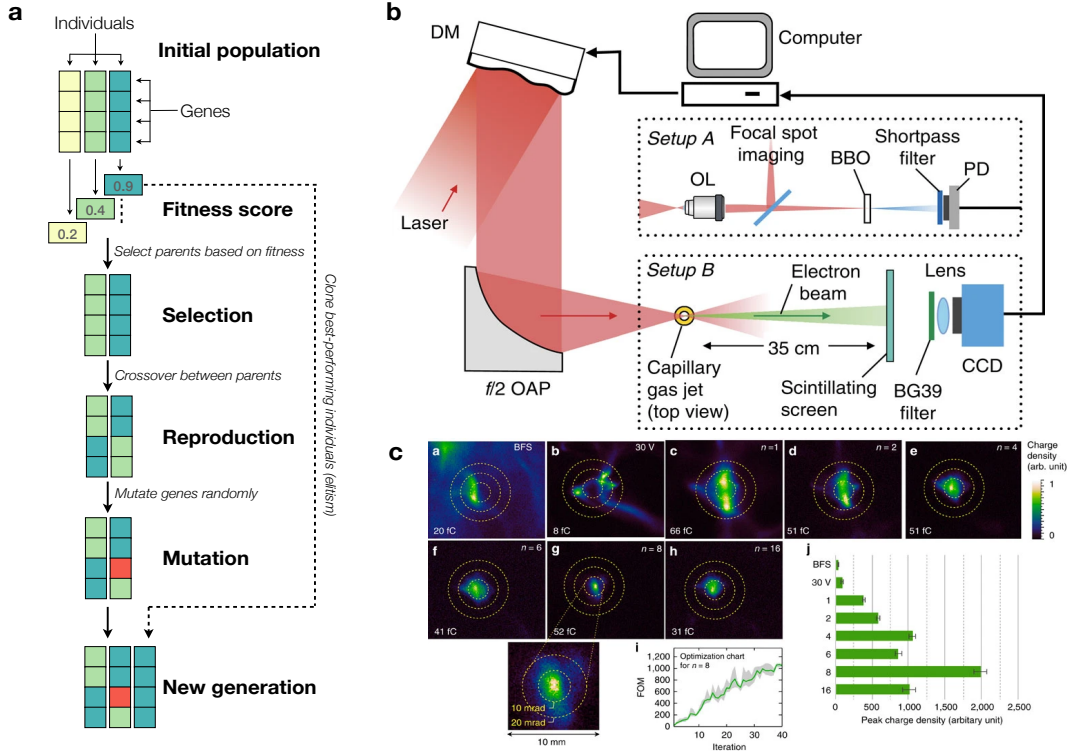 a
Individuals
Initial population
Genes
0.9
0.4
0.2
Fitness score
Select parents based on fitness
Selection
Crossover between parents
Reproduction
Mutate genes randomly
Mutation
New generation
Clone best-performing individuals (elitism)
b
DM
Computer
Laser
f/2 OAP
Setup A
Focal spot
imaging
OL
BBO
Shortpass
filter
PD
Setup B
Electron
beam
Lens
35 cm
Capillary
gas jet
(top view)
Scintillating
screen
BG39
filter
CCD
c
a
BFS
20 fC
b
30 V
8 fC
c
n =1
66 fC
d
n = 2
51 fC
e
n = 4
51 fC
Charge
density
(arb. unit)
1
0
f
n = 6
41 fC
g
n = 8
52 fC
h
n = 16
31 fC
10 mrad
20 mrad
10 mm
i
Optimization chart
for n = 8
FOM
1,200
1,000
800
600
400
200
0
10
20
30
40
Iteration
j
BFS
30 V
1
2
4
6
8
16
0
500
1,000
1,500
2,000
2,500
Peak charge density (arbitary unit)